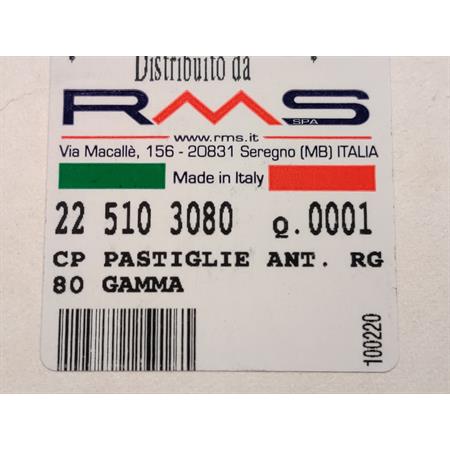 Distribuito da
RMS
SPA
www.rms.it
Via Macallè, 156 - 20831 Seregno (MB) ITALIA
Made in Italy
22 510 3080 Q.0001
CP PASTIGLIE ANT. RG
80 GAMMA
100220